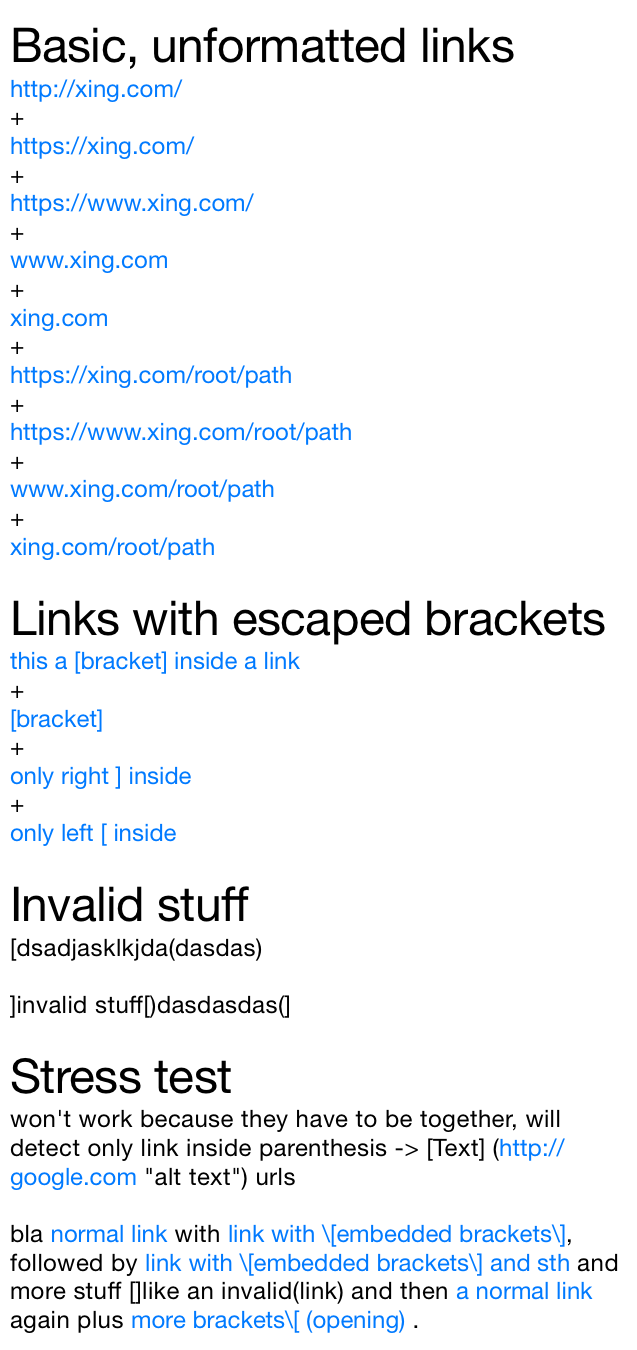 Basic, unformatted links
http://xing.com/
+
https://xing.com/
+
https://www.xing.com/
+
www.xing.com
+
xing.com
+
https://xing.com/root/path
+
https://www.xing.com/root/path
+
www.xing.com/root/path
+
xing.com/root/path
Links with escaped brackets
this a [bracket] inside a link
+
[bracket]
+
only right ] inside
+
only left [ inside
Invalid stuff
[dsadjasklkjda(dasdas)
]invalid stuff[)dasdasdas(]
Stress test
won't work because they have to be together, will
detect only link inside parenthesis -> [Text] (http://
google.com "alt text") urls
bla normal link with link with \[embedded brackets\],
followed by link with \[embedded brackets\] and sth and
more stuff []like an invalid(link) and then a normal link
again plus more brackets\[ (opening) .